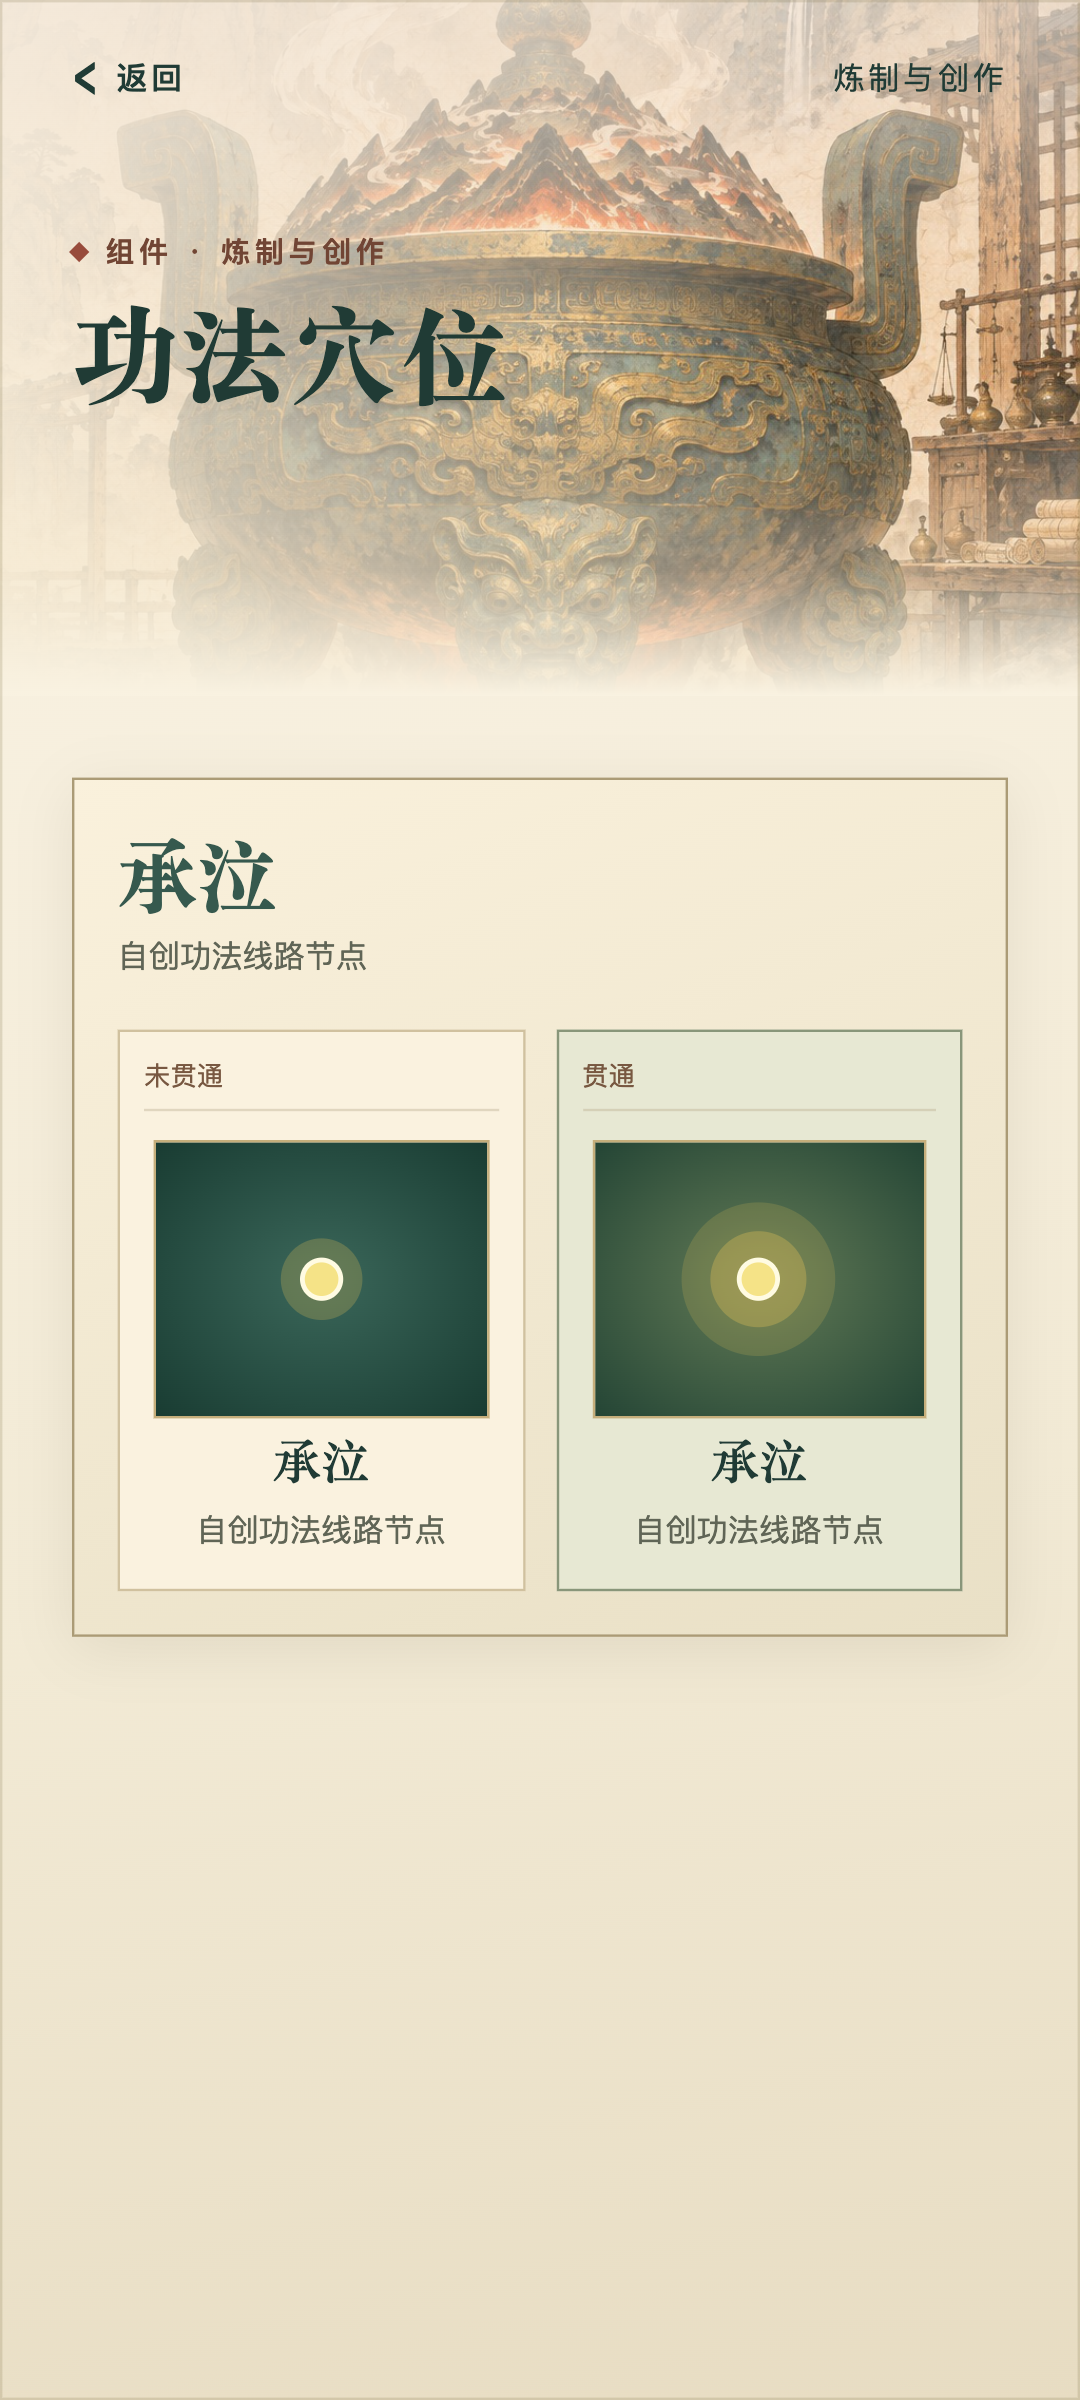 返回
炼制与创作
组件 · 炼制与创作
功法穴位
承泣
自创功法线路节点
未贯通
贯通
承泣
承泣
自创功法线路节点
自创功法线路节点